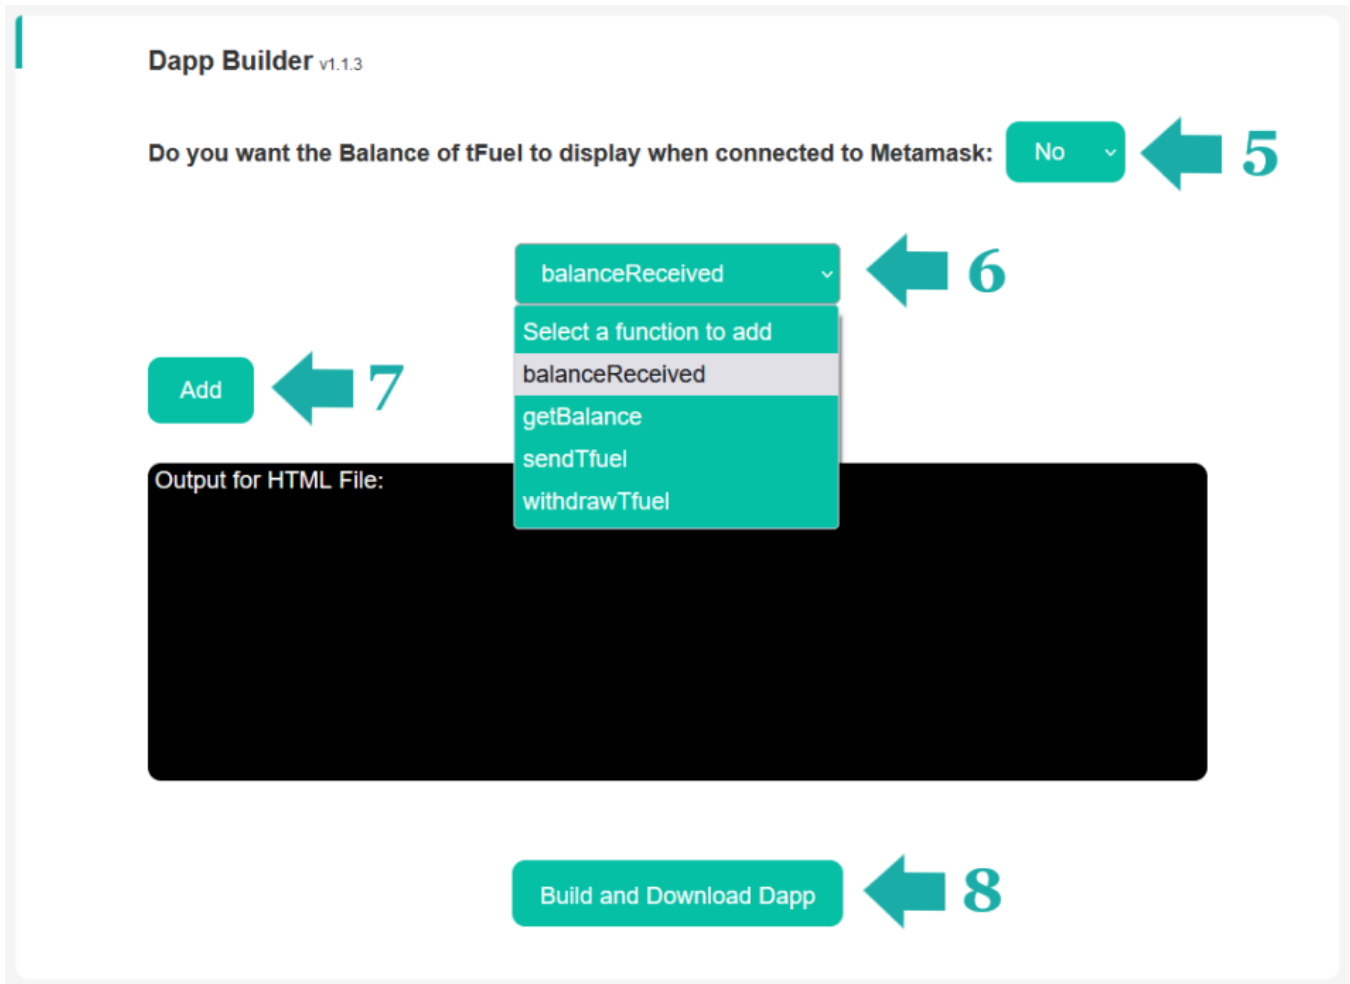 Dapp Builder v1.1.3
Do you want the Balance of tFuel to display when connected to Metamask: No 5
balanceReceived 6
Select a function to add
balanceReceived
getBalance
sendTfuel
withdrawTfuel
Add 7
Output for HTML File:
Build and Download Dapp 8